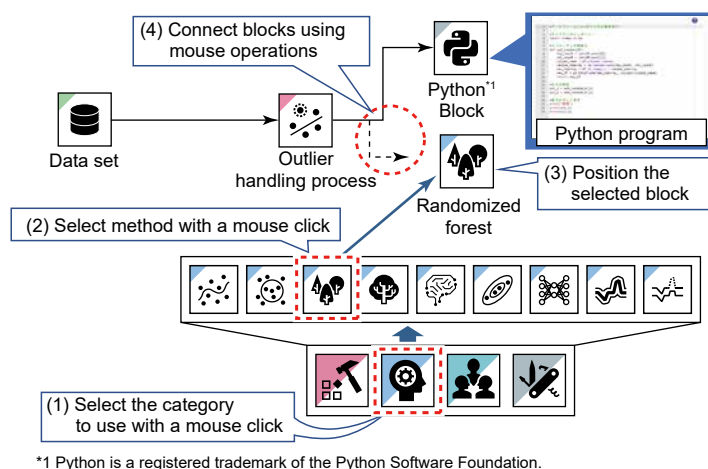 (4) Connect blocks using
mouse operations
Python*1
Block
Python program
Data set
Outlier
handling process
(3) Position the
selected block
Randomized
forest
(2) Select method with a mouse click
(1) Select the category
to use with a mouse click
*1 Python is a registered trademark of the Python Software Foundation.